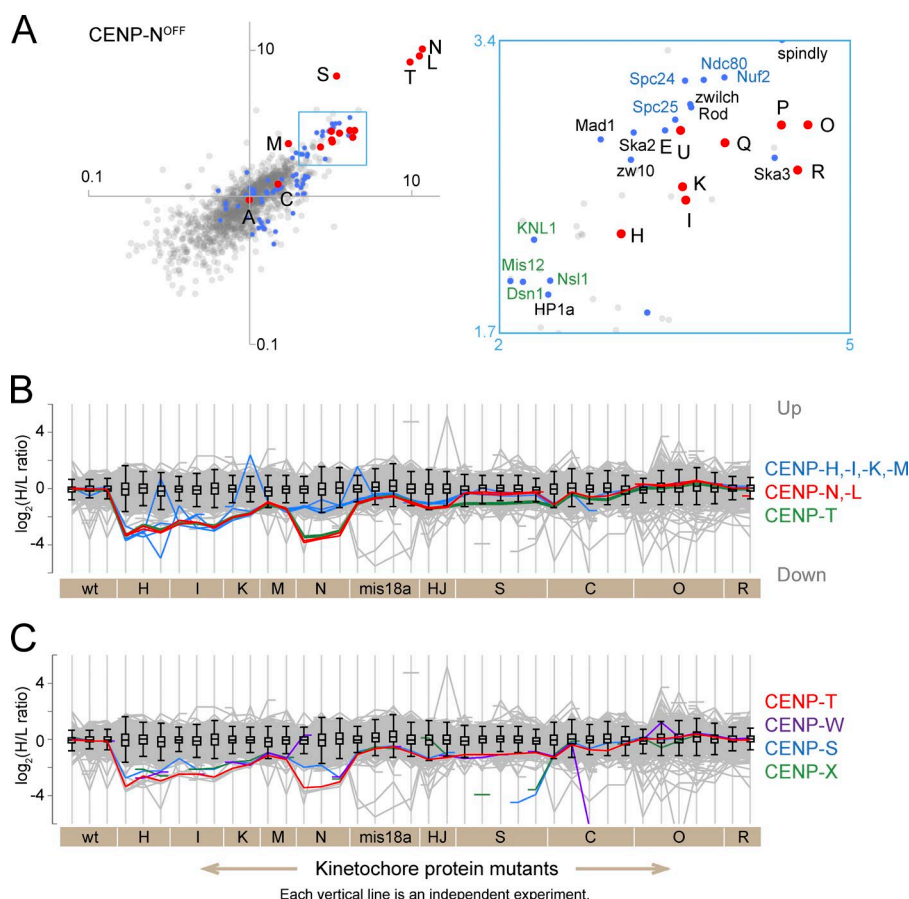 A
CENP-N^OFF
10
N
L
T
S
M
0.1
10
C
A
0.1
3.4
spindly
Ndc80
Spc24
Nuf2
zwilch
Spc25
Rod
P
O
Mad1
Ska2
E
U
Q
zw10
Ska3
R
K
I
H
KNL1
Mis12
Nsl1
Dsn1
HP1a
1.7
2
5
B
Up
4
0
-4
log2(H/L ratio)
CENP-H,-I,-K,-M
CENP-N,-L
CENP-T
Down
wt H I K M N mis18a HJ S C O R
C
4
0
-4
log2(H/L ratio)
CENP-T
CENP-W
CENP-S
CENP-X
wt H I K M N mis18a HJ S C O R
Kinetochore protein mutants
Each vertical line is an independent experiment.